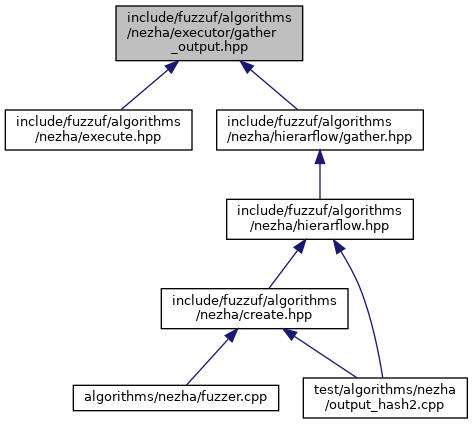 include/fuzzuf/algorithms
/nezha/executor/gather
_output.hpp
include/fuzzuf/algorithms
/nezha/execute.hpp
include/fuzzuf/algorithms
/nezha/hierarflow/gather.hpp
include/fuzzuf/algorithms
/nezha/hierarflow.hpp
include/fuzzuf/algorithms
/nezha/create.hpp
algorithms/nezha/fuzzer.cpp
test/algorithms/nezha
/output_hash2.cpp